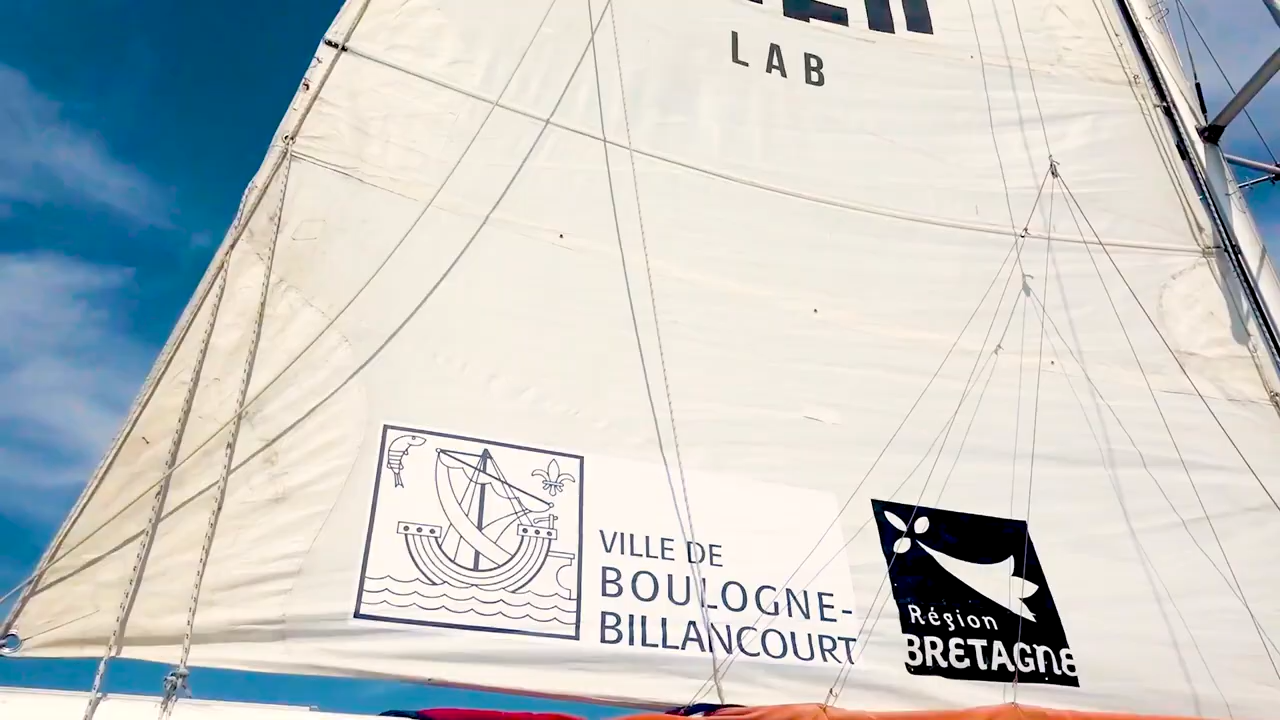 LAB
VILLE DE
BOULOGNE-
BILLANCOURT
Région
BRETAGNE